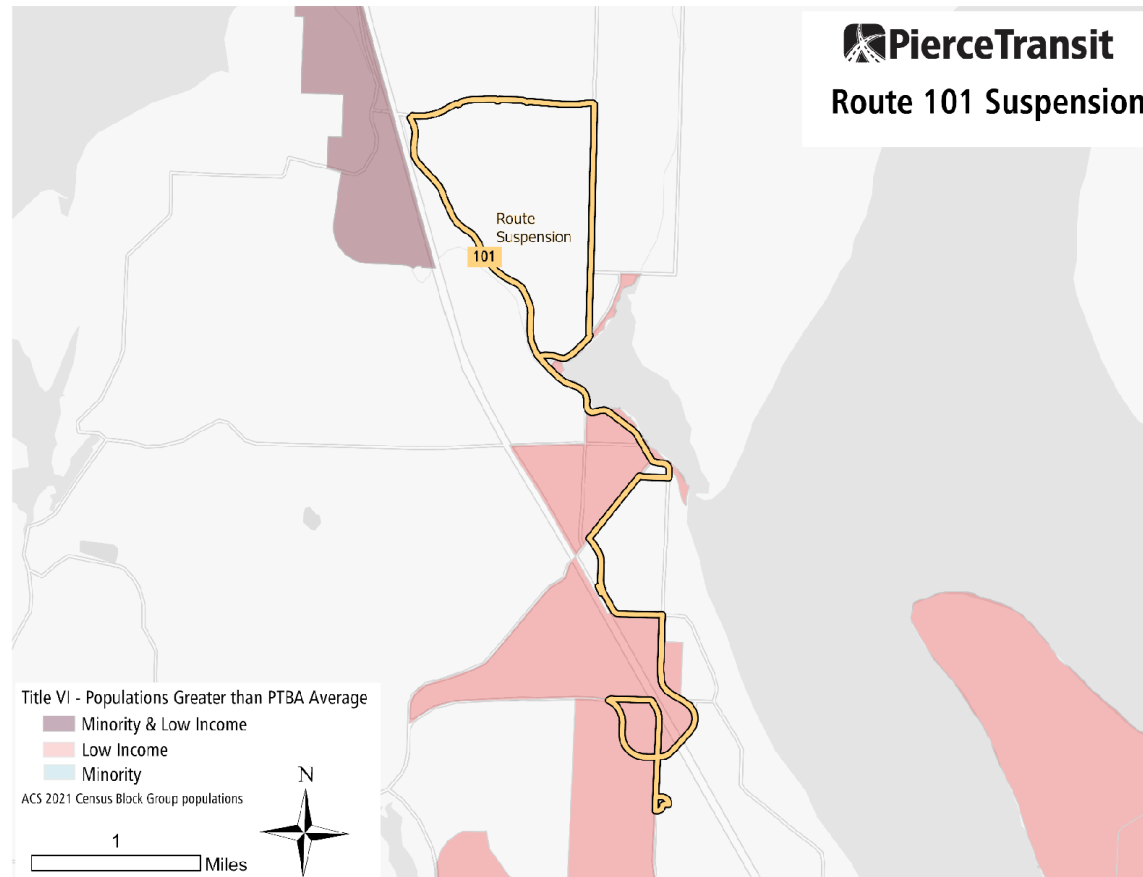 PierceTransit
Route 101 Suspension
Route
Suspension
101
Title VI - Populations Greater than PTBA Average
Minority & Low Income
Low Income
Minority
ACS 2021 Census Block Group populations
N
1
Miles